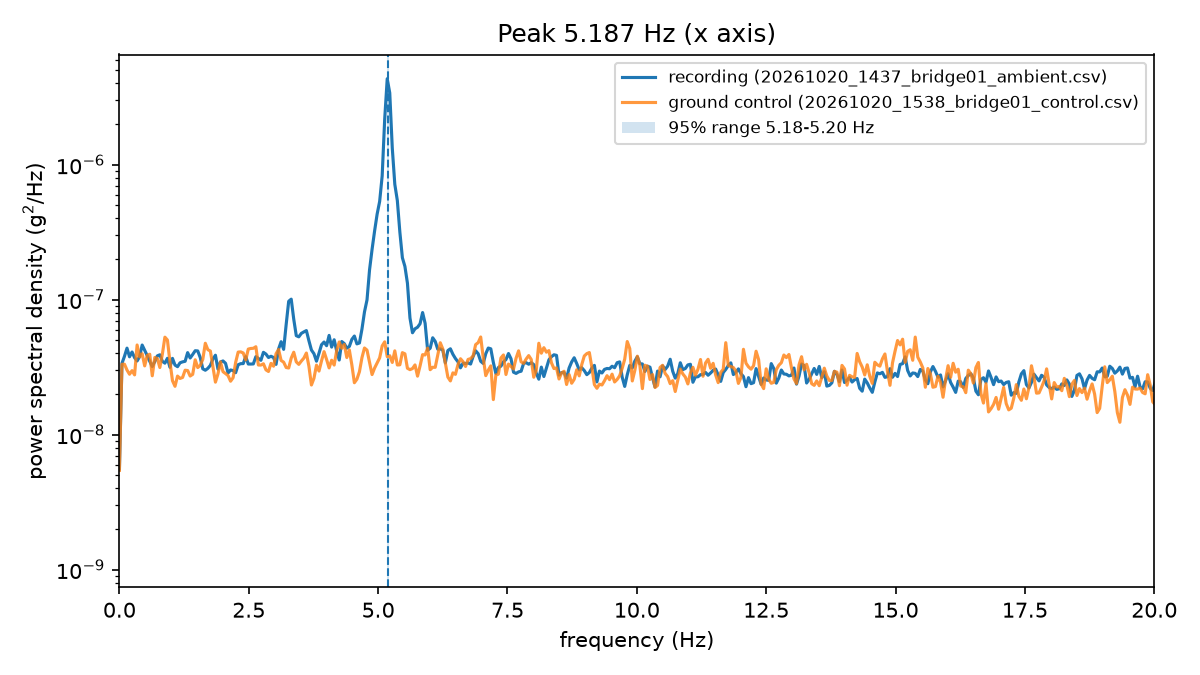 Peak 5.187 Hz (x axis)
recording (20261020_1437_bridge01_ambient.csv)
ground control (20261020_1538_bridge01_control.csv)
95% range 5.18-5.20 Hz
power spectral density (g²/Hz)
10⁻⁶
10⁻⁷
10⁻⁸
10⁻⁹
0.0 2.5 5.0 7.5 10.0 12.5 15.0 17.5 20.0
frequency (Hz)